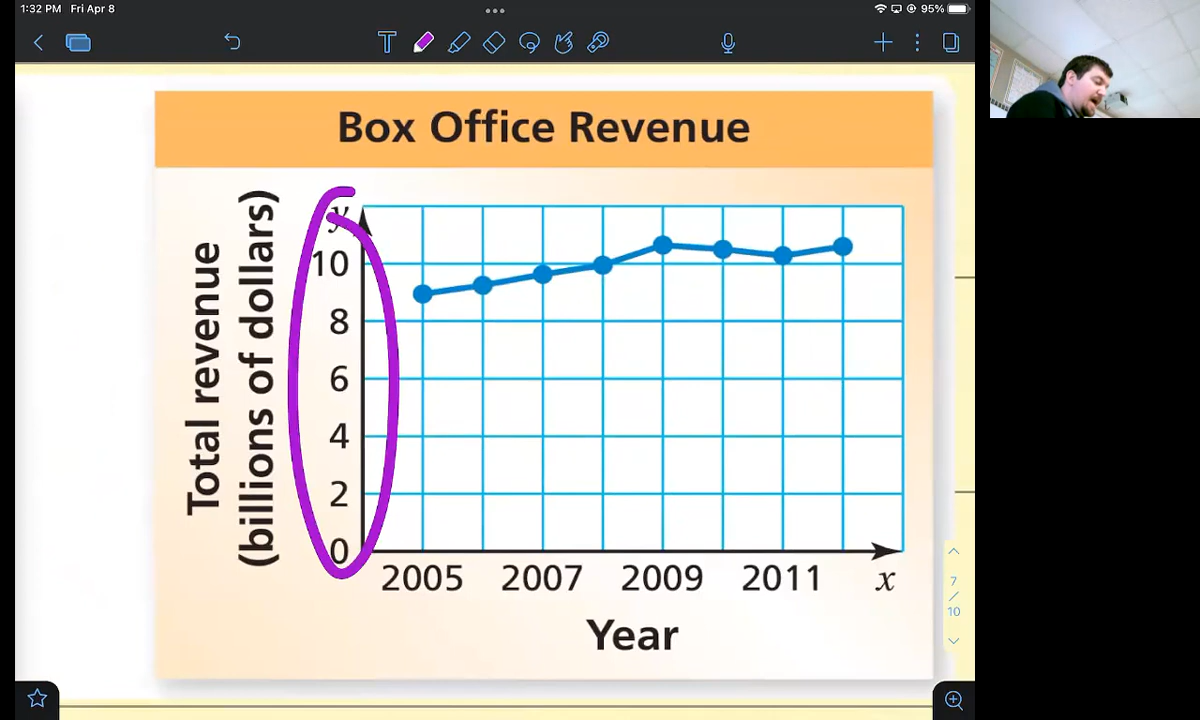 1:32 PM Fri Apr 8
95%
T
Box Office Revenue
Total revenue
(billions of dollars)
y
10
8
6
4
2
0
2005 2007 2009 2011 x
Year
7
/
10